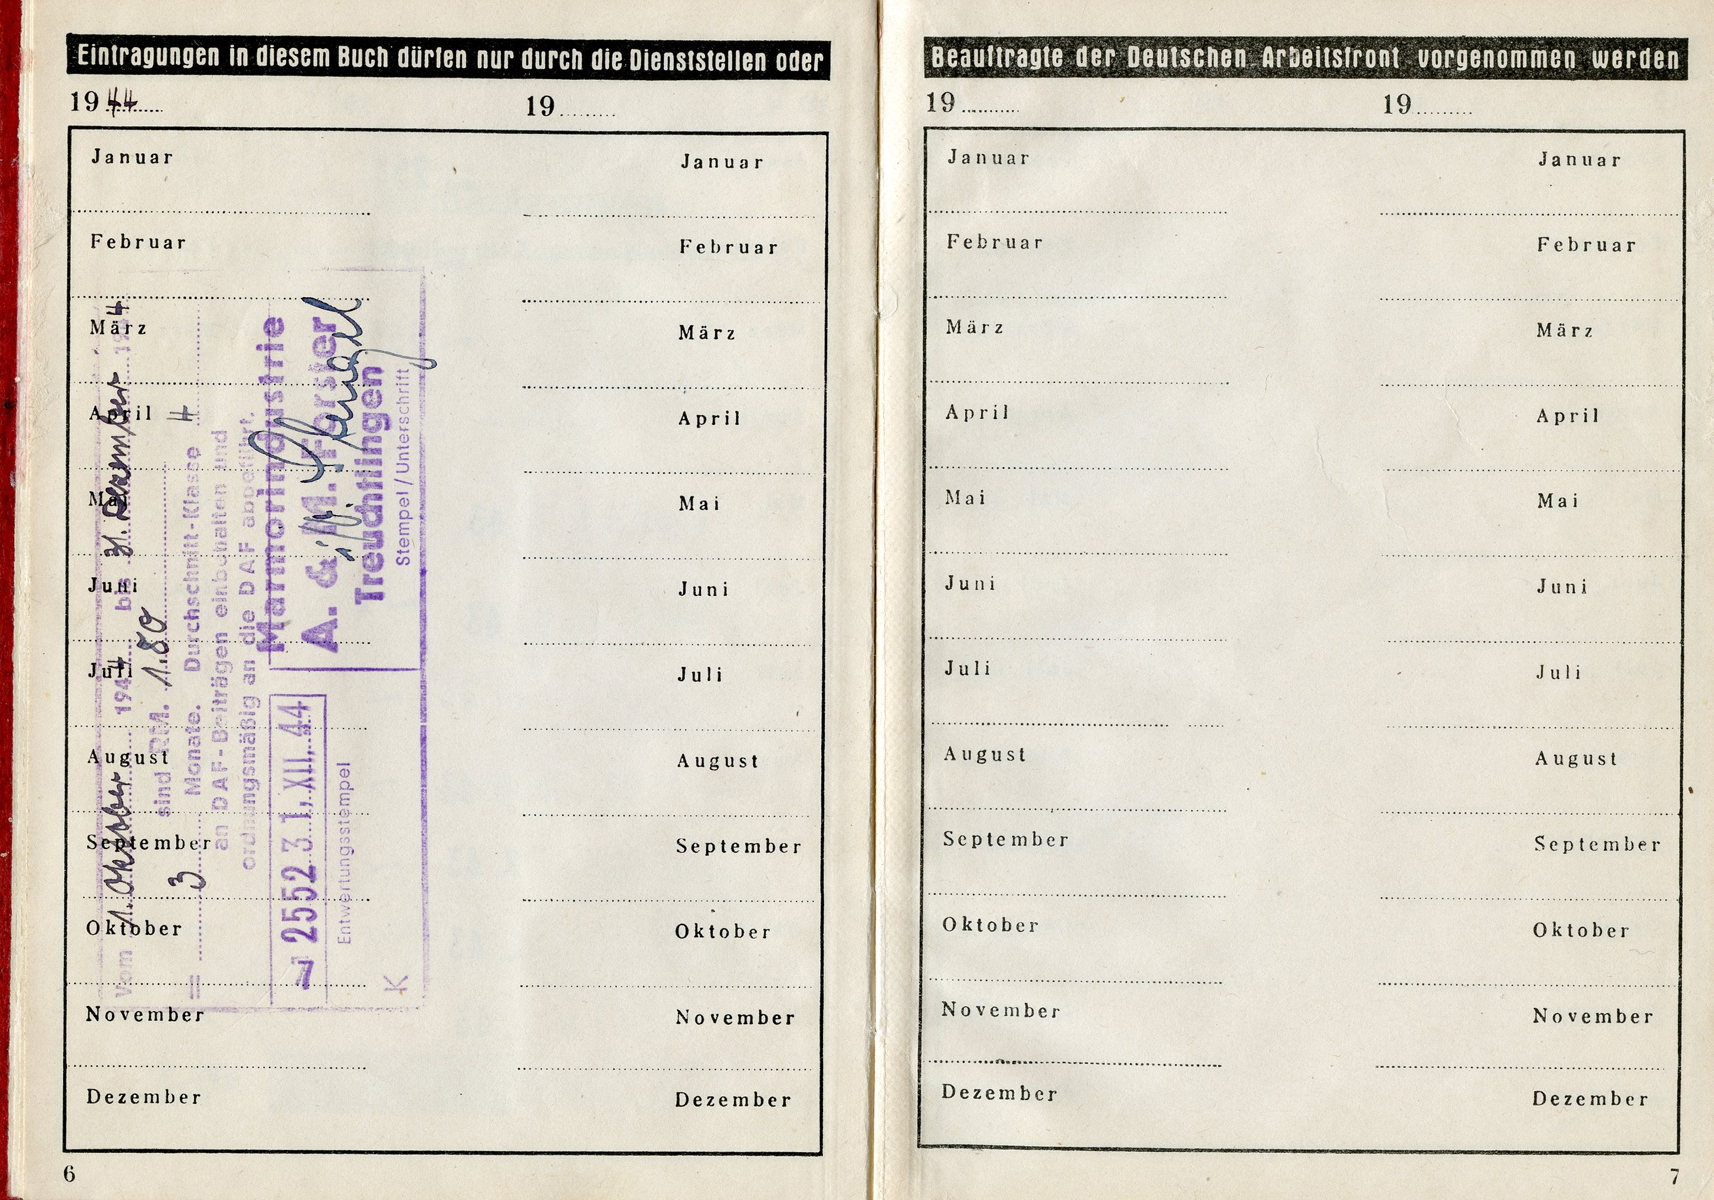 Eintragungen in diesem Buch dürfen nur durch die Dienststellen oder
19 44
19
Januar
Februar
März
April
Mai
Juni
Juli
August
September
Oktober
November
Dezember
Januar
Februar
März
April
Mai
Juni
Juli
August
September
Oktober
November
Dezember
Vom 1. Oktober 1944 bis 31. Dezember 1944
sind RM. 1.80
= 3 Monate. Durchschnitt-Klasse 4
an DAF-Beiträgen einbehalten und
ordnungsmäßig an die DAF abgeführt.
Marmorindustrie
A. & M. Forster
Treuchtlingen
Stempel/Unterschrift
7 2552 31. XII. 44
Entwertungsstempel
K
6
Beauftragte der Deutschen Arbeitsfront vorgenommen werden
19
19
Januar
Februar
März
April
Mai
Juni
Juli
August
September
Oktober
November
Dezember
Januar
Februar
März
April
Mai
Juni
Juli
August
September
Oktober
November
Dezember
7